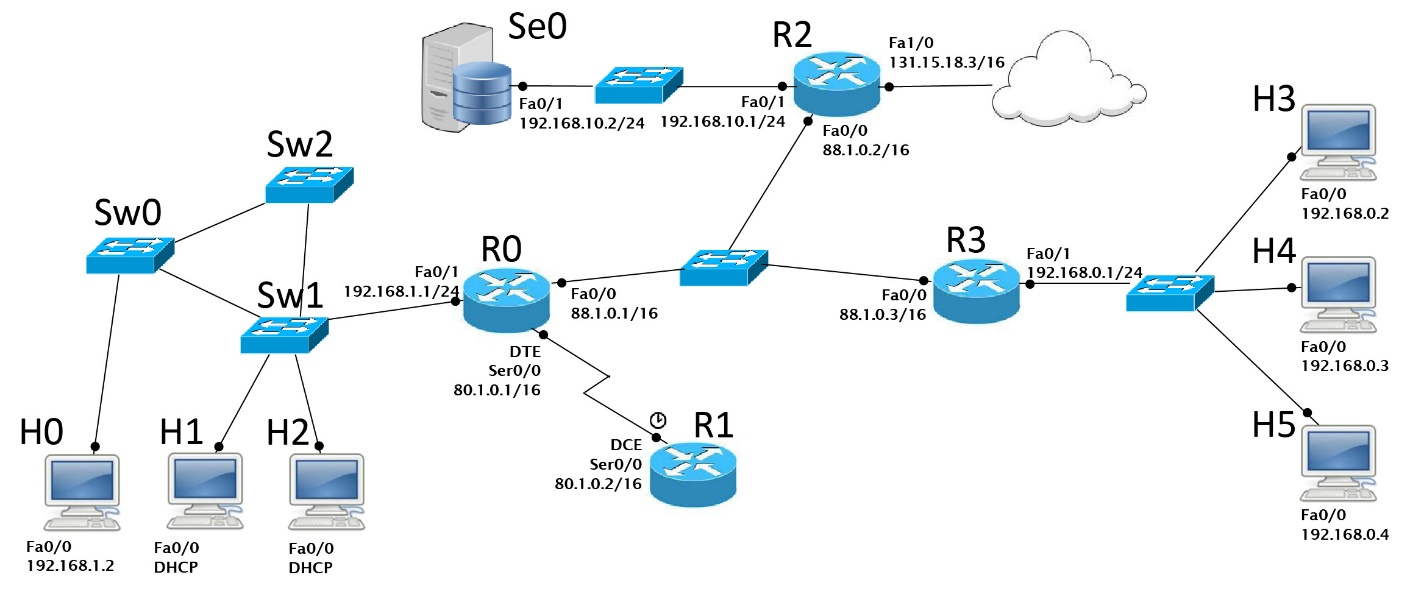 Se0
R2
Fa1/0
131.15.18.3/16
Fa0/1
192.168.10.2/24
Fa0/1
192.168.10.1/24
Fa0/0
88.1.0.2/16
H3
Fa0/0
192.168.0.2
Sw2
Sw0
Sw1
R0
Fa0/1
192.168.1.1/24
Fa0/0
88.1.0.1/16
R3
Fa0/1
192.168.0.1/24
Fa0/0
88.1.0.3/16
H4
Fa0/0
192.168.0.3
DTE
Ser0/0
80.1.0.1/16
R1
DCE
Ser0/0
80.1.0.2/16
H0
H1
H2
H5
Fa0/0
192.168.0.4
Fa0/0
192.168.1.2
Fa0/0
DHCP
Fa0/0
DHCP